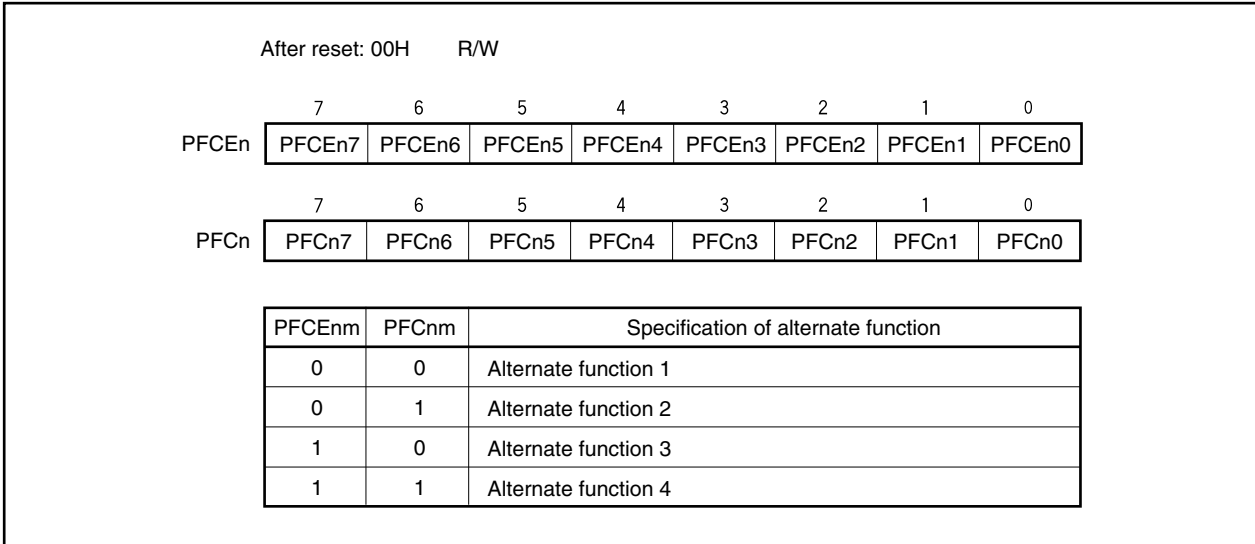 After reset: 00H R/W
7 6 5 4 3 2 1 0
PFCEn PFCEn7 PFCEn6 PFCEn5 PFCEn4 PFCEn3 PFCEn2 PFCEn1 PFCEn0
7 6 5 4 3 2 1 0
PFCn PFCn7 PFCn6 PFCn5 PFCn4 PFCn3 PFCn2 PFCn1 PFCn0
PFCEnm PFCnm Specification of alternate function
0 0 Alternate function 1
0 1 Alternate function 2
1 0 Alternate function 3
1 1 Alternate function 4